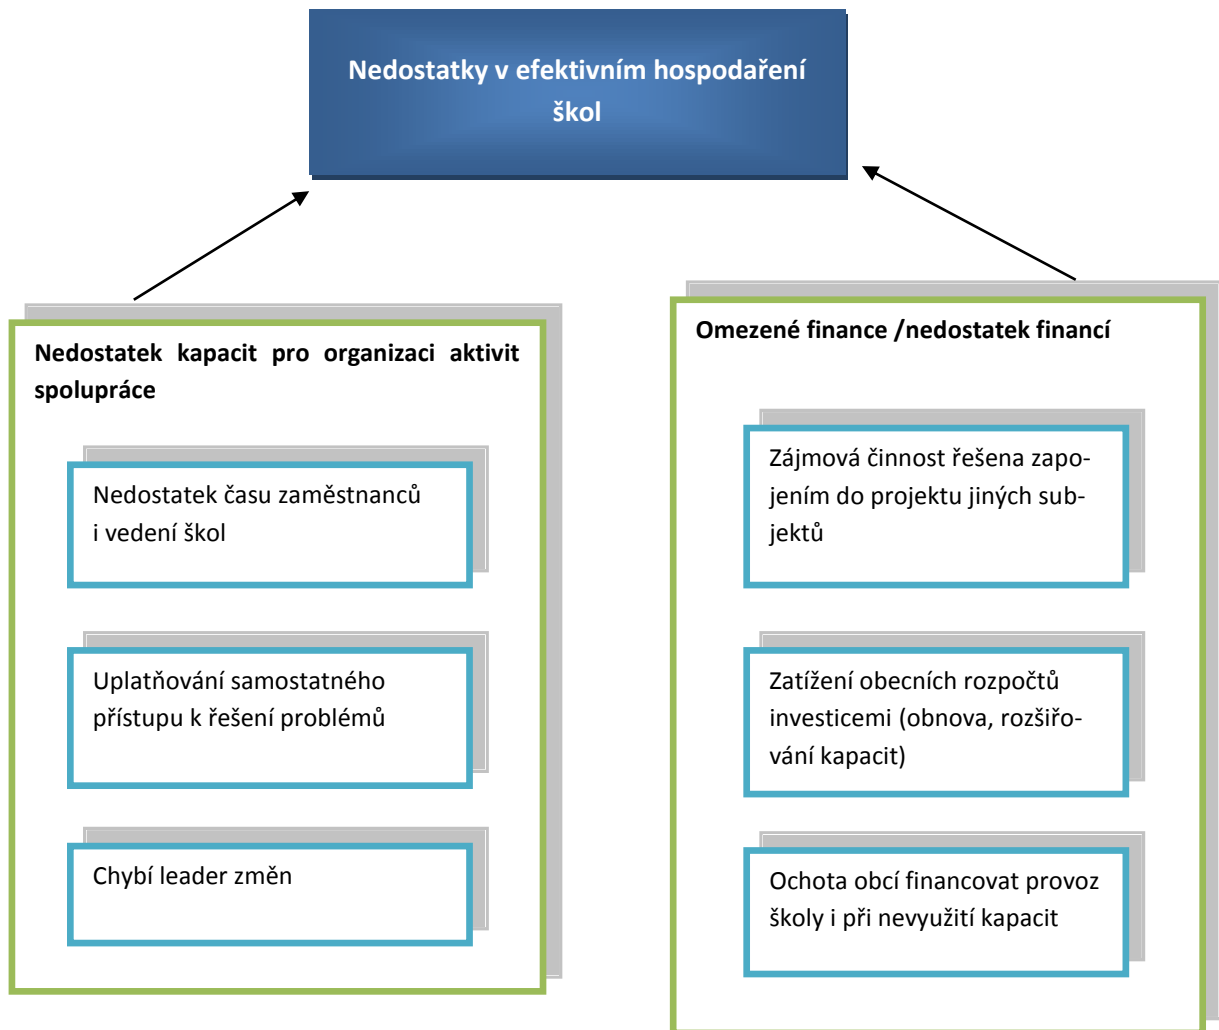 Nedostatky v efektivním hospodaření
škol
Nedostatek kapacit pro organizaci aktivit
spolupráce
Nedostatek času zaměstnanců
i vedení škol
Uplatňování samostatného
přístupu k řešení problémů
Chybí leader změn
Omezené finance /nedostatek financí
Zájmová činnost řešena zapo-
jením do projektu jiných sub-
jektů
Zatížení obecních rozpočtů
investicemi (obnova, rozšiřo-
vání kapacit)
Ochota obcí financovat provoz
školy i při nevyužití kapacit